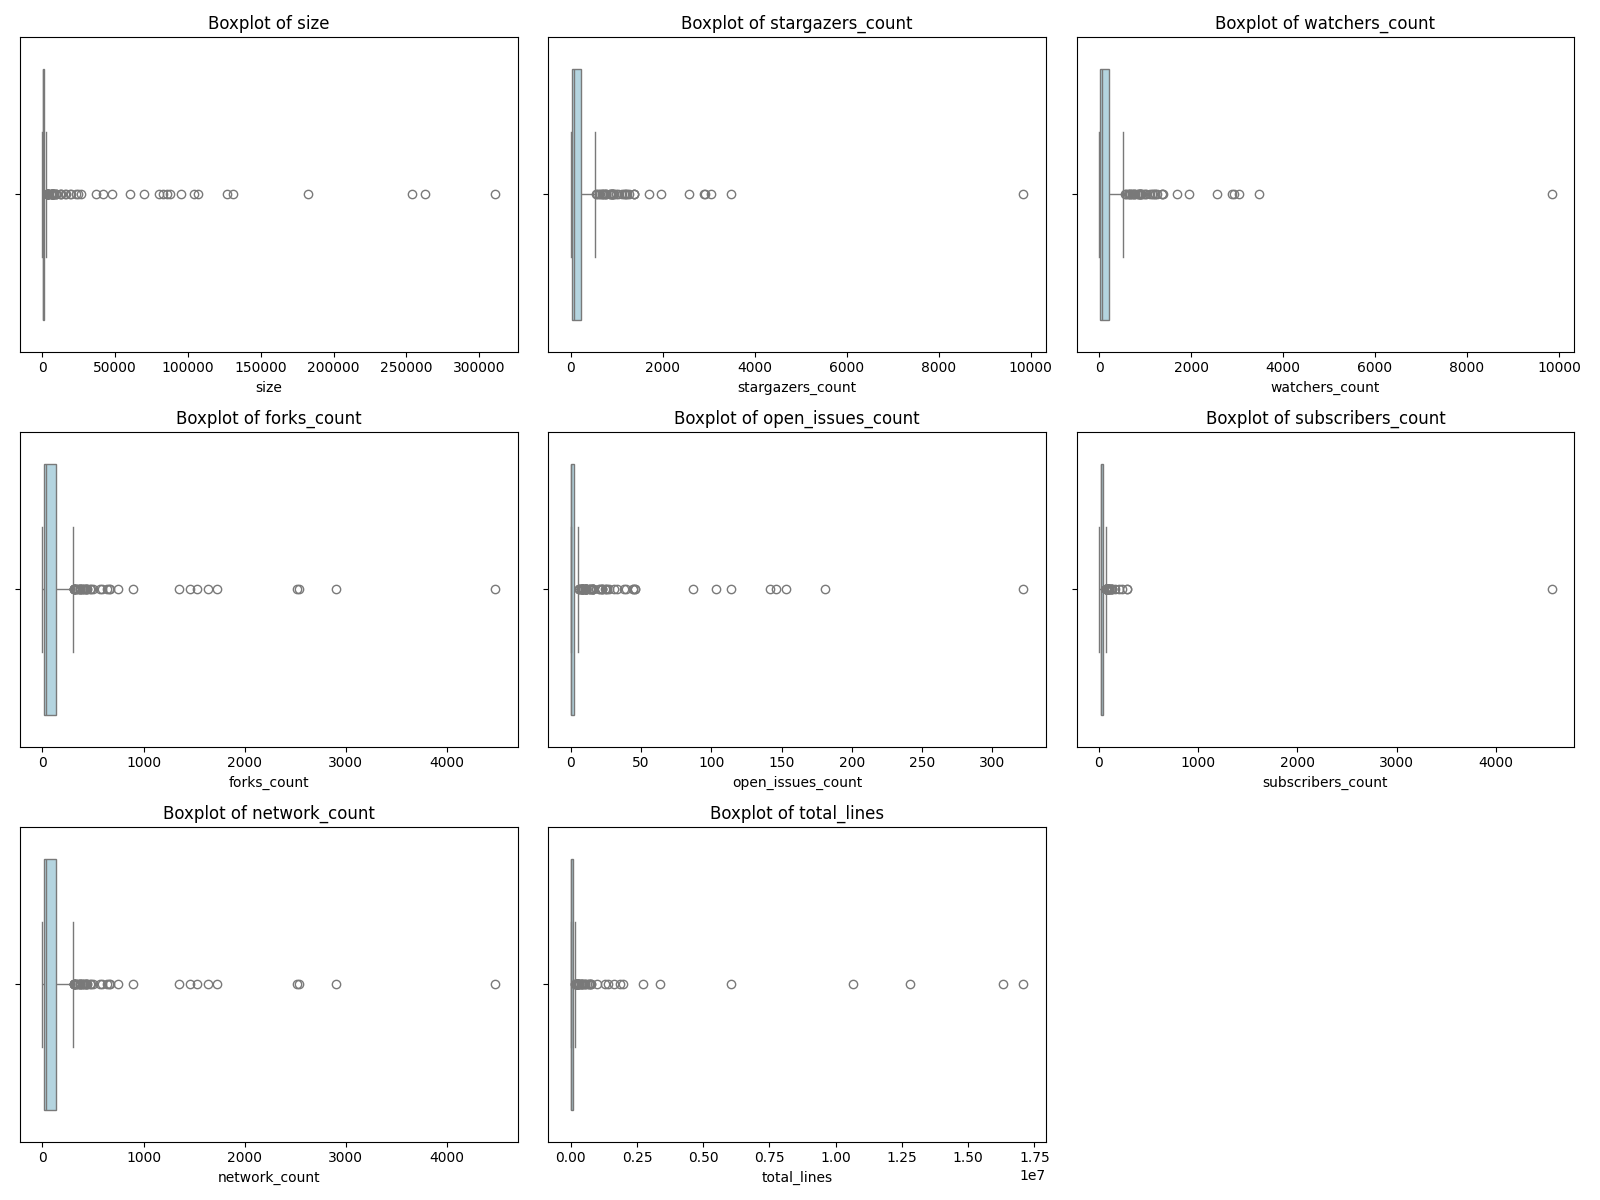 Boxplot of size
Boxplot of stargazers_count
Boxplot of watchers_count
0 50000 100000 150000 200000 250000 300000
0 2000 4000 6000 8000 10000
0 2000 4000 6000 8000 10000
size
stargazers_count
watchers_count
Boxplot of forks_count
Boxplot of open_issues_count
Boxplot of subscribers_count
0 1000 2000 3000 4000
0 50 100 150 200 250 300
0 1000 2000 3000 4000
forks_count
open_issues_count
subscribers_count
Boxplot of network_count
Boxplot of total_lines
0 1000 2000 3000 4000
0.00 0.25 0.50 0.75 1.00 1.25 1.50 1.75
1e7
network_count
total_lines